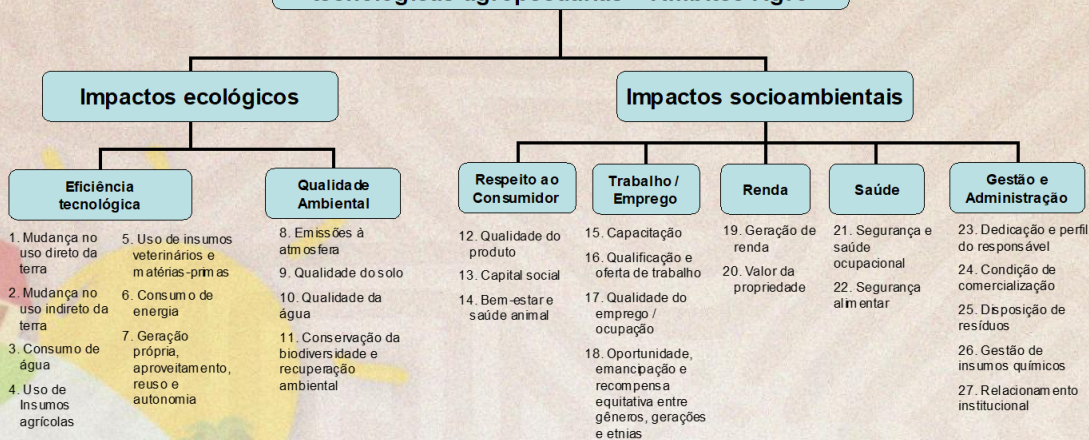 tecnológicas agropecuárias - Ambitec-Agro
Impactos ecológicos
Impactos socioambientais
Eficiência
tecnológica
Qualidade
Ambiental
Respeito ao
Consumidor
Trabalho /
Emprego
Renda
Saúde
Gestão e
Administração
1. Mudança no
uso direto da
terra
2. Mudança no
uso indireto da
terra
3. Consumo de
água
4. Uso de
Insumos
agrícolas
5. Uso de insumos
veterinários e
matérias-primas
6. Consumo de
energia
7. Geração
própria,
aproveitamento,
reuso e
autonomia
8. Emissões à
atmosfera
9. Qualidade do solo
10. Qualidade da
água
11. Conservação da
biodiversidade e
recuperação
ambiental
12. Qualidade do
produto
13. Capital social
14. Bem-estar e
saúde animal
15. Capacitação
16. Qualificação e
oferta de trabalho
17. Qualidade do
emprego /
ocupação
18. Oportunidade,
emancipação e
recompensa
equitativa entre
gêneros, gerações
e etnias
19. Geração de
renda
20. Valor da
propriedade
21. Segurança e
saúde
ocupacional
22. Segurança
alimentar
23. Dedicação e perfil
do responsável
24. Condição de
comercialização
25. Disposição de
resíduos
26. Gestão de
insumos químicos
27. Relacionamento
institucional